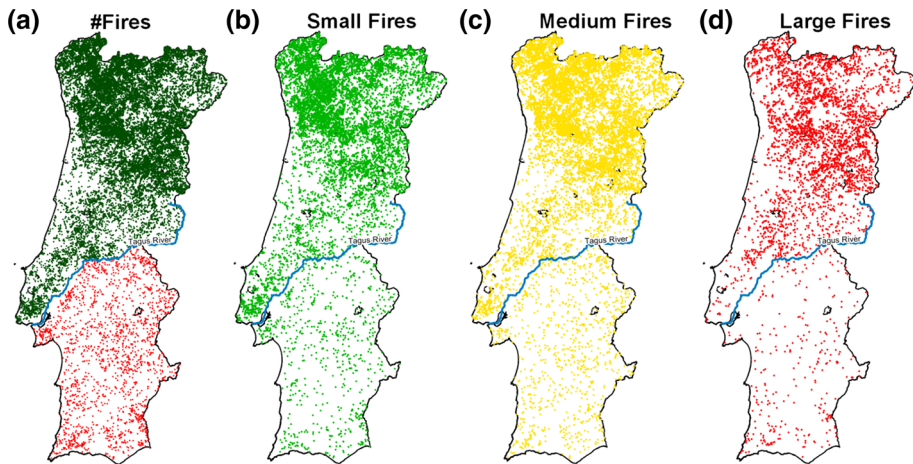 (a)
#Fires
(b)
Small Fires
(c)
Medium Fires
(d)
Large Fires
Tagus River
Tagus River
Tagus River
Tagus River